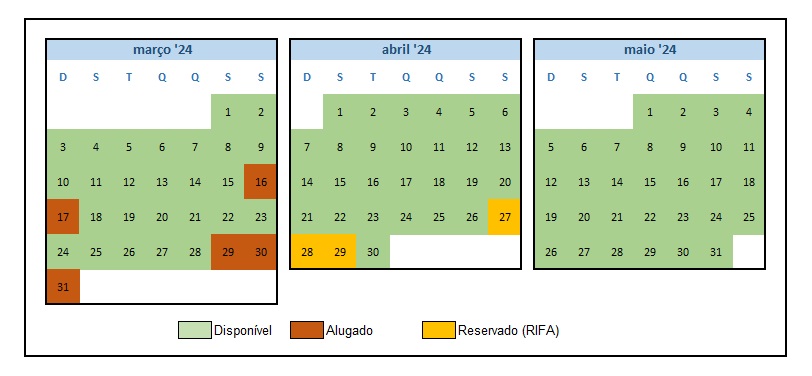 março '24
D S T Q Q S S
1 2
3 4 5 6 7 8 9
10 11 12 13 14 15 16
17 18 19 20 21 22 23
24 25 26 27 28 29 30
31
abril '24
D S T Q Q S S
1 2 3 4 5 6
7 8 9 10 11 12 13
14 15 16 17 18 19 20
21 22 23 24 25 26 27
28 29 30
maio '24
D S T Q Q S S
1 2 3 4
5 6 7 8 9 10 11
12 13 14 15 16 17 18
19 20 21 22 23 24 25
26 27 28 29 30 31
Disponível
Alugado
Reservado (RIFA)